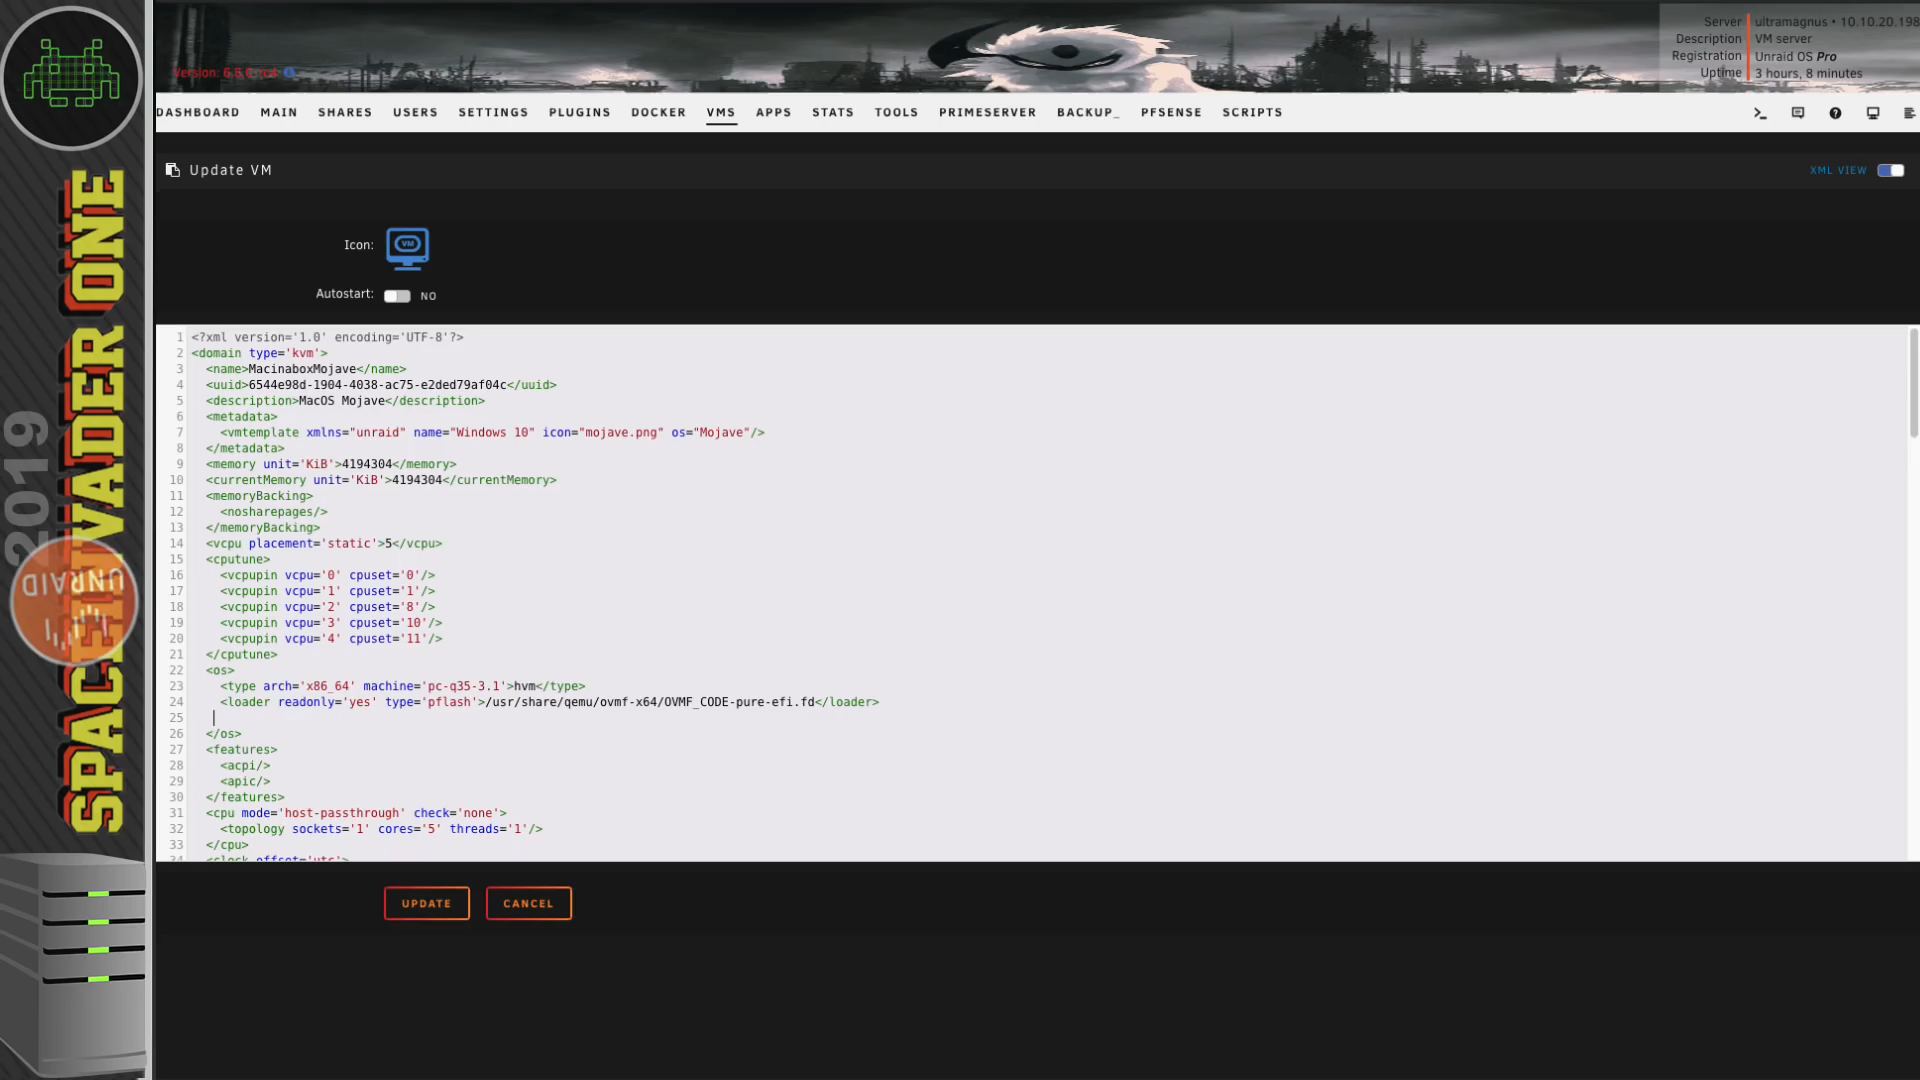 Server ultramagnus • 10.10.20.198
Description VM server
Registration Unraid OS Pro
Uptime 3 hours, 8 minutes
DASHBOARD MAIN SHARES USERS SETTINGS PLUGINS DOCKER VMS APPS STATS TOOLS PRIMESERVER BACKUP_ PFSENSE SCRIPTS
Update VM
XML VIEW
Icon:
VM
Autostart: NO
1 <?xml version='1.0' encoding='UTF-8'?>
2 <domain type='kvm'>
3 <name>MacinaboxMojave</name>
4 <uuid>6544e98d-1904-4038-ac75-e2ded79af04c</uuid>
5 <description>MacOS Mojave</description>
6 <metadata>
7 <vmtemplate xmlns="unraid" name="Windows 10" icon="mojave.png" os="Mojave"/>
8 </metadata>
9 <memory unit='KiB'>4194304</memory>
10 <currentMemory unit='KiB'>4194304</currentMemory>
11 <memoryBacking>
12 <nosharepages/>
13 </memoryBacking>
14 <vcpu placement='static'>5</vcpu>
15 <cputune>
16 <vcpupin vcpu='0' cpuset='0'/>
17 <vcpupin vcpu='1' cpuset='1'/>
18 <vcpupin vcpu='2' cpuset='8'/>
19 <vcpupin vcpu='3' cpuset='10'/>
20 <vcpupin vcpu='4' cpuset='11'/>
21 </cputune>
22 <os>
23 <type arch='x86_64' machine='pc-q35-3.1'>hvm</type>
24 <loader readonly='yes' type='pflash'>/usr/share/qemu/ovmf-x64/OVMF_CODE-pure-efi.fd</loader>
25
26 </os>
27 <features>
28 <acpi/>
29 <apic/>
30 </features>
31 <cpu mode='host-passthrough' check='none'>
32 <topology sockets='1' cores='5' threads='1'/>
33 </cpu>
34 <clock offset='utc'>
UPDATE CANCEL
2019
SPACEINVADER ONE
UNRAID